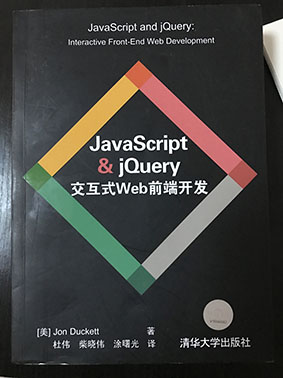 JavaScript and jQuery:
Interactive Front-End Web Development
JavaScript
& jQuery
交互式Web前端开发
[美] Jon Duckett 著
杜伟 柴晓伟 涂曙光 译
清华大学出版社